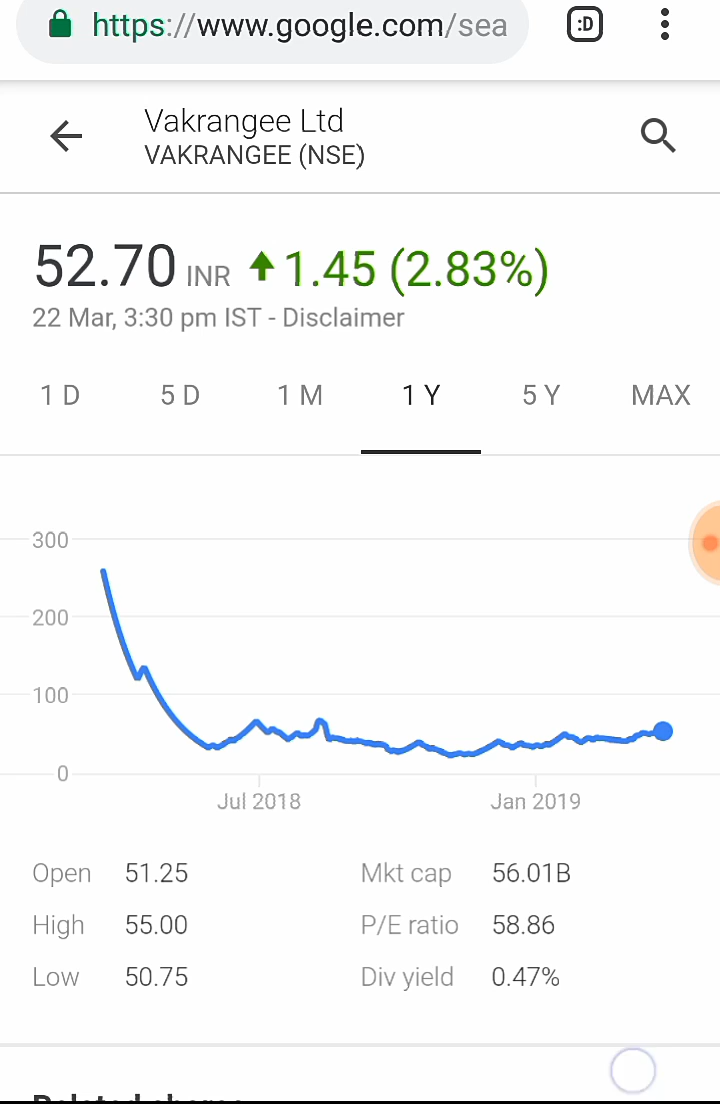 https://www.google.com/sea :D
Vakrangee Ltd
VAKRANGEE (NSE)
52.70 INR 1.45 (2.83%)
22 Mar, 3:30 pm IST - Disclaimer
1 D 5 D 1 M 1 Y 5 Y MAX
300
200
100
0
Jul 2018 Jan 2019
Open 51.25 Mkt cap 56.01B
High 55.00 P/E ratio 58.86
Low 50.75 Div yield 0.47%